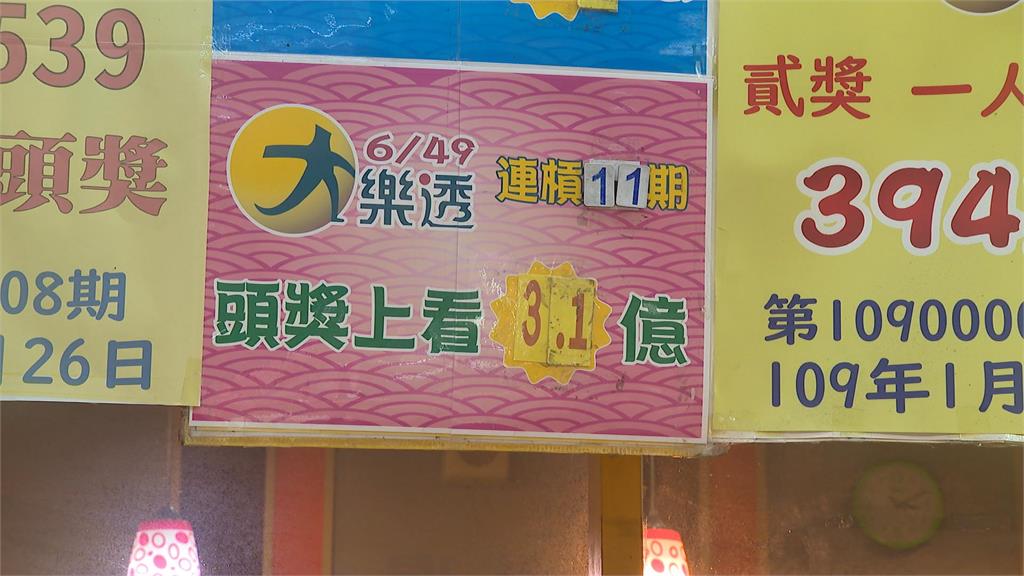 539
頭獎
08期
26日
大
6/49
樂透
連槓11期
頭獎上看3.1億
貳獎 一人
394
第1090000
109年1月